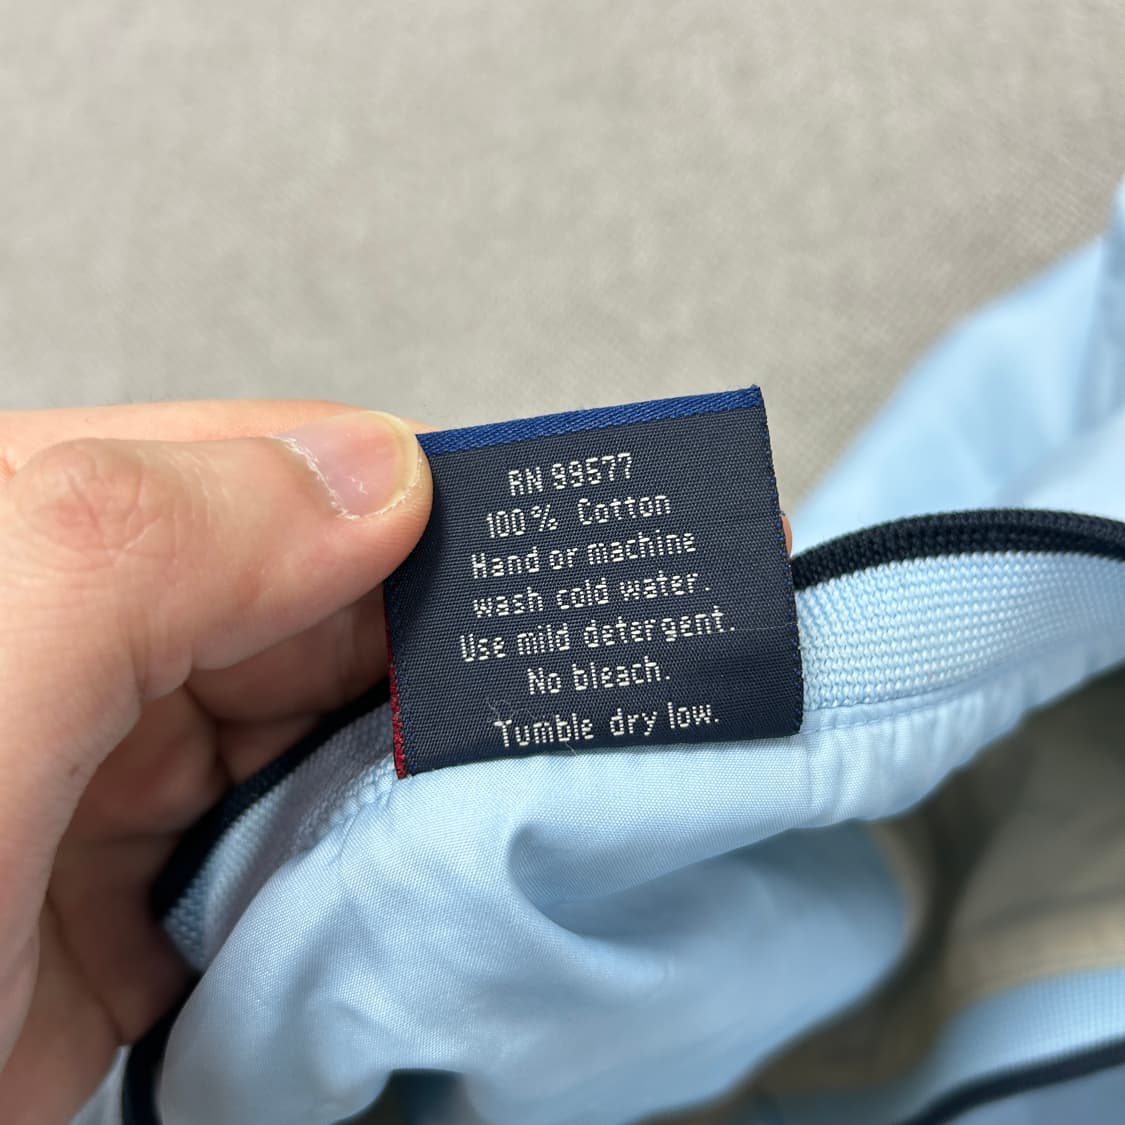 RN 99577
100% Cotton
Hand or machine
wash cold water.
Use mild detergent.
No bleach.
Tumble dry low.